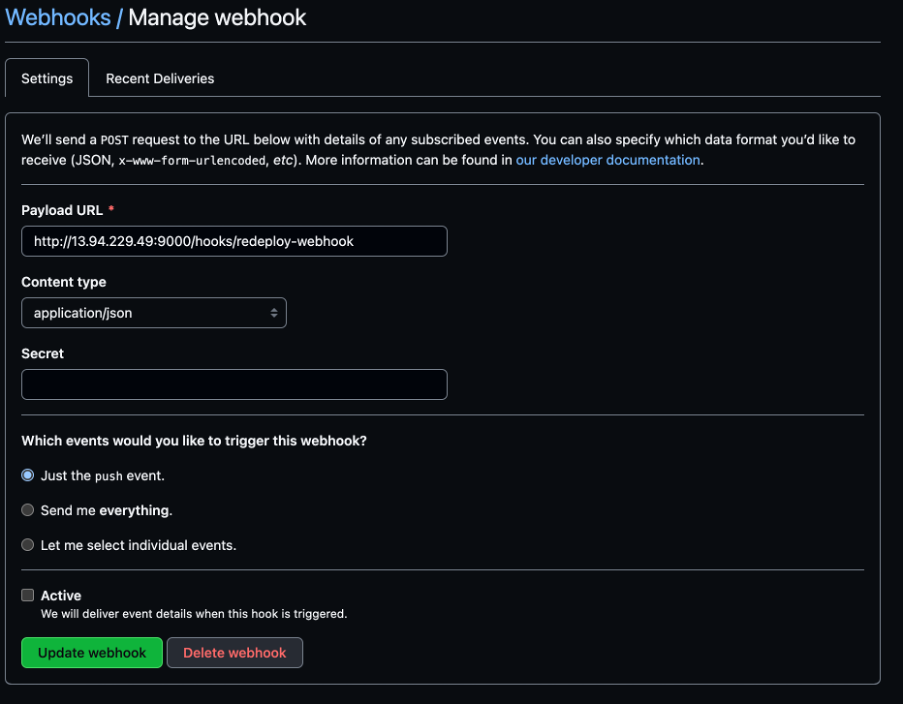 Webhooks / Manage webhook
Settings
Recent Deliveries
We’ll send a POST request to the URL below with details of any subscribed events. You can also specify which data format you’d like to
receive (JSON, x-www-form-urlencoded, etc). More information can be found in our developer documentation.
Payload URL *
http://13.94.229.49:9000/hooks/redeploy-webhook
Content type
application/json
Secret
Which events would you like to trigger this webhook?
Just the push event.
Send me everything.
Let me select individual events.
Active
We will deliver event details when this hook is triggered.
Update webhook
Delete webhook